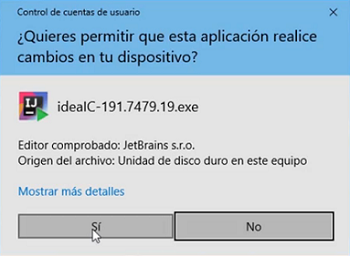 Control de cuentas de usuario
¿Quieres permitir que esta aplicación realice
cambios en tu dispositivo?
IJ
ideaIC-191.7479.19.exe
Editor comprobado: JetBrains s.r.o.
Origen del archivo: Unidad de disco duro en este equipo
Mostrar más detalles
Sí
No